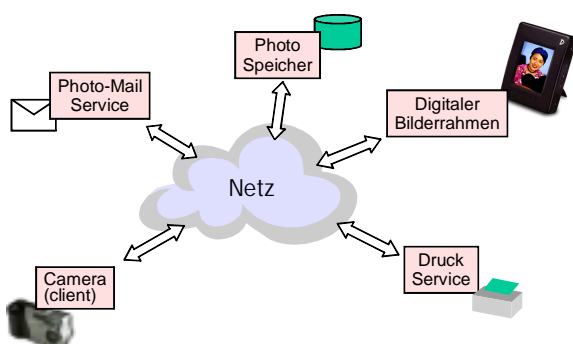 Photo
Speicher
Photo-Mail
Service
Digitaler
Bilderrahmen
Netz
Druck
Service
Camera
(client)